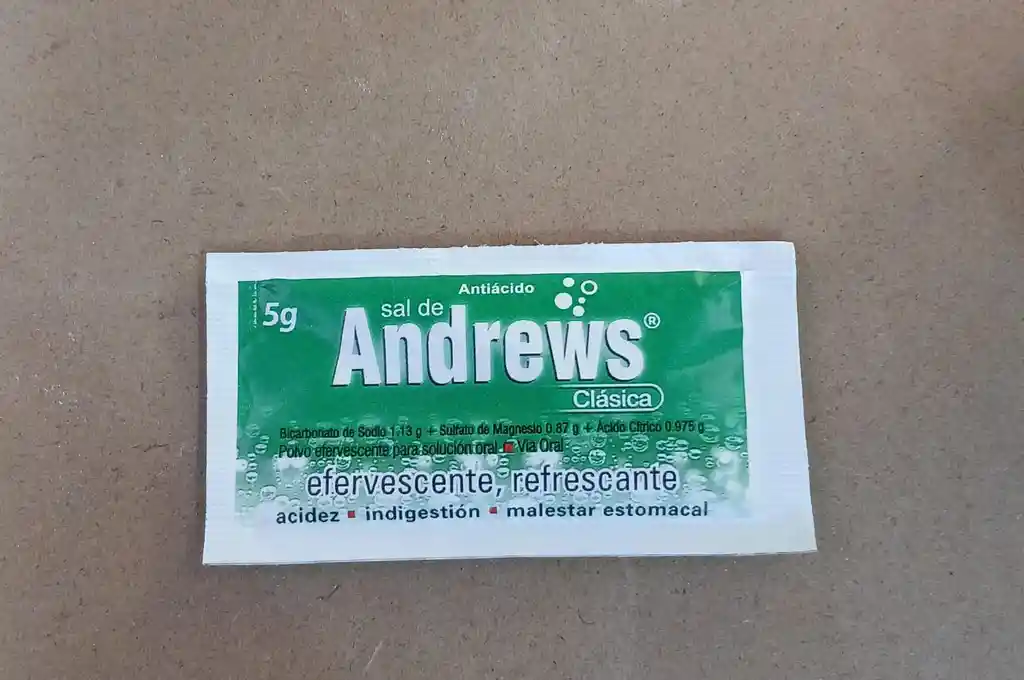 Antiácido
5g
sal de
Andrews®
Clásica
Bicarbonato de Sodio 1.13 g + Sulfato de Magnesio 0.87 g + Ácido Cítrico 0.975 g
Polvo efervescente para solución oral ▪ Vía Oral
efervescente, refrescante
acidez ▪ indigestión ▪ malestar estomacal